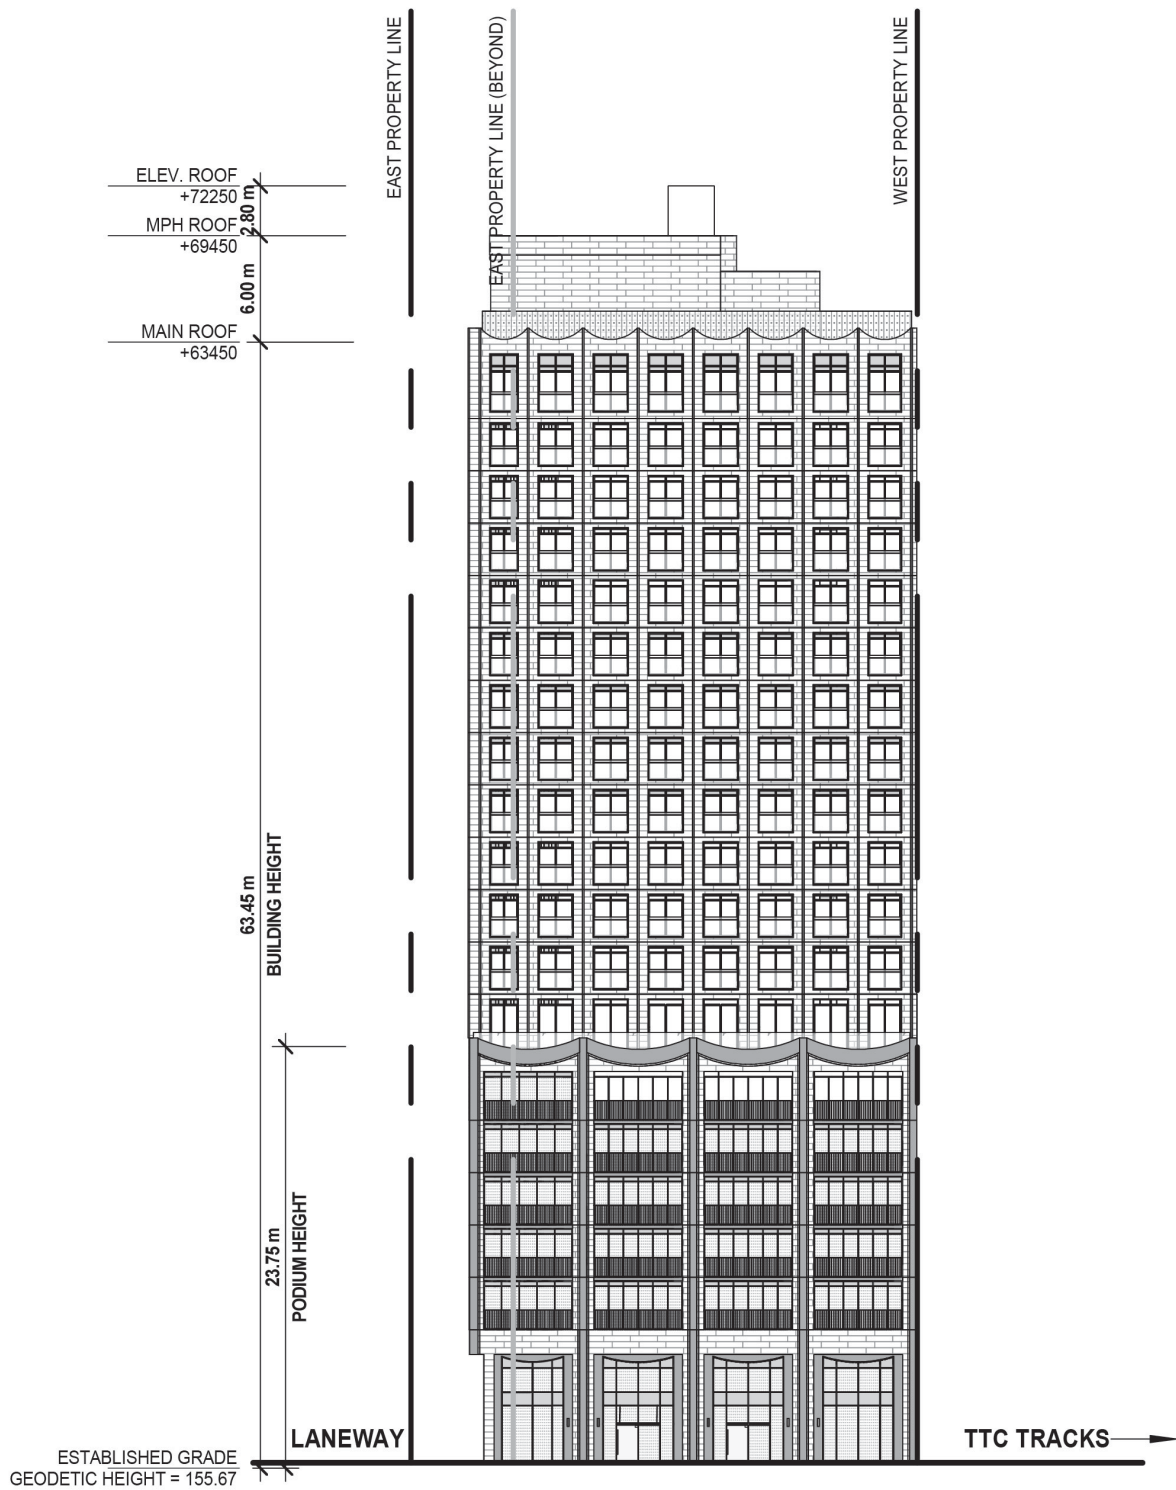 EAST PROPERTY LINE
EAST PROPERTY LINE (BEYOND)
WEST PROPERTY LINE
ELEV. ROOF
+72250
2.80 m
MPH ROOF
+69450
6.00 m
MAIN ROOF
+63450
63.45 m
BUILDING HEIGHT
23.75 m
PODIUM HEIGHT
LANEWAY
TTC TRACKS
ESTABLISHED GRADE
GEODETIC HEIGHT = 155.67